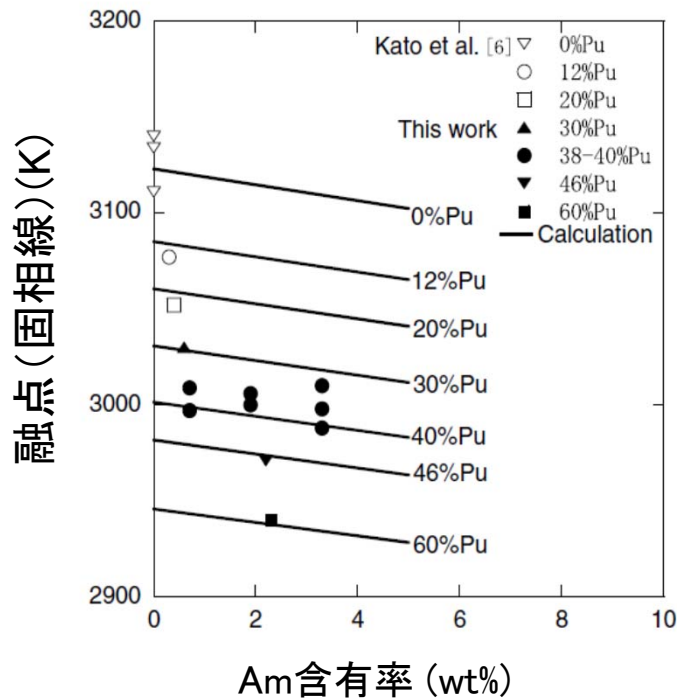 3200
3100
3000
2900
融点(固相線)(K)
Kato et al. [6] ▽ 0%Pu
○ 12%Pu
□ 20%Pu
This work ▲ 30%Pu
● 38-40%Pu
▼ 46%Pu
■ 60%Pu
Calculation
0%Pu
12%Pu
20%Pu
30%Pu
40%Pu
46%Pu
60%Pu
0 2 4 6 8 10
Am含有率 (wt%)